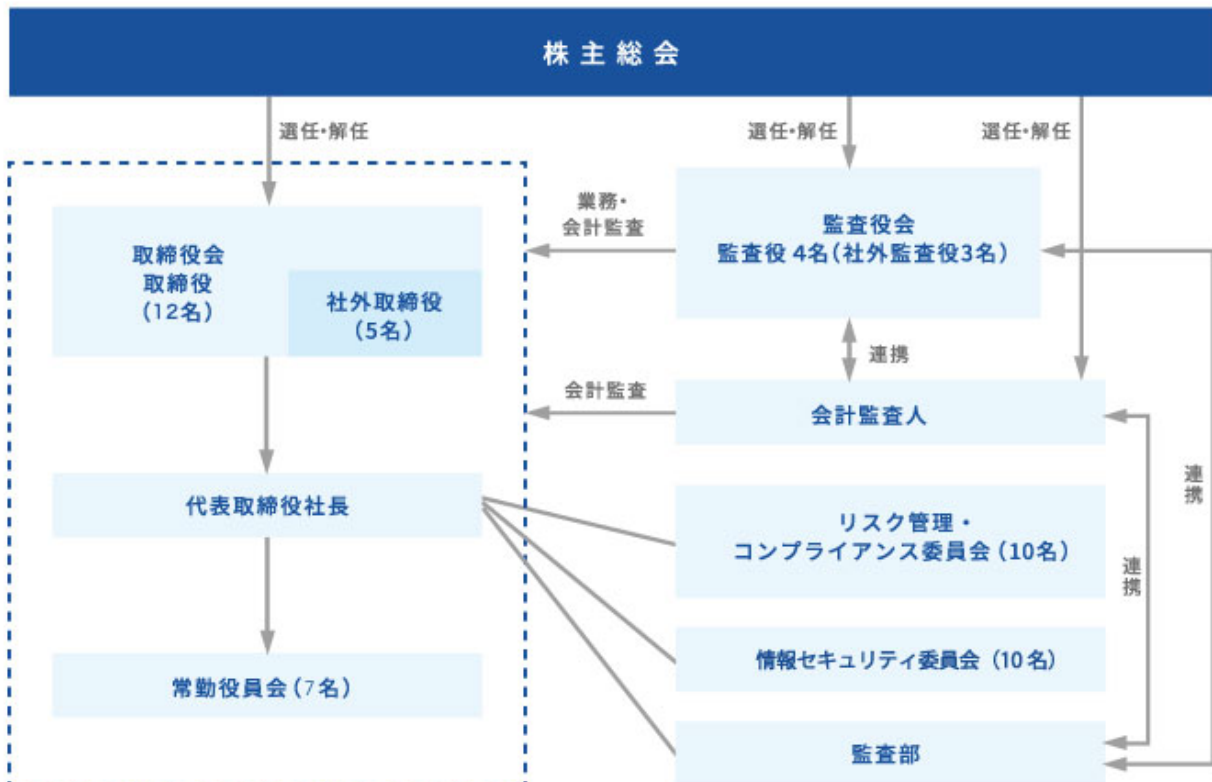 株主総会
選任・解任
選任・解任
選任・解任
取締役会
取締役
（12名）
社外取締役
（5名）
業務・
会計監査
監査役会
監査役 4名（社外監査役3名）
連携
会計監査
会計監査人
代表取締役社長
リスク管理・
コンプライアンス委員会（10名）
連携
連携
情報セキュリティ委員会（10名）
常勤役員会（7名）
監査部